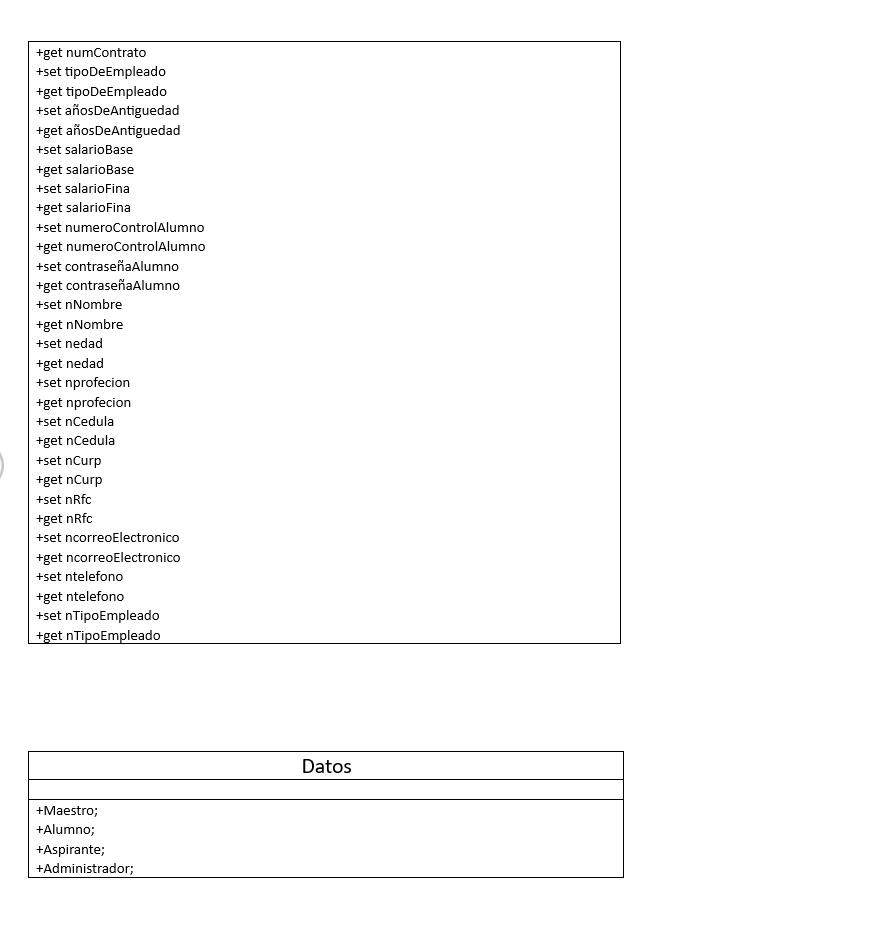 +get numContrato
+set tipoDeEmpleado
+get tipoDeEmpleado
+set añosDeAntiguedad
+get añosDeAntiguedad
+set salarioBase
+get salarioBase
+set salarioFina
+get salarioFina
+set numeroControlAlumno
+get numeroControlAlumno
+set contraseñaAlumno
+get contraseñaAlumno
+set nNombre
+get nNombre
+set nedad
+get nedad
+set nprofecion
+get nprofecion
+set nCedula
+get nCedula
+set nCurp
+get nCurp
+set nRfc
+get nRfc
+set ncorreoElectronico
+get ncorreoElectronico
+set ntelefono
+get ntelefono
+set nTipoEmpleado
+get nTipoEmpleado
Datos
+Maestro;
+Alumno;
+Aspirante;
+Administrador;